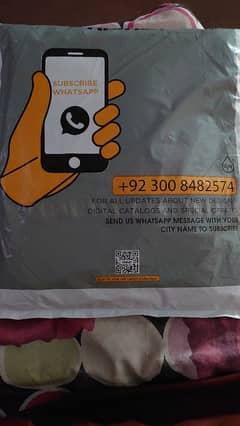 SUBSCRIBE
WHATSAPP
+92 300 8482574
FOR ALL UPDATES ABOUT NEW DESIGNS
DIGITAL CATALOGS AND SPECIAL OFFERS
SEND US WHATSAPP MESSAGE WITH YOUR
CITY NAME TO SUBSCRIBE